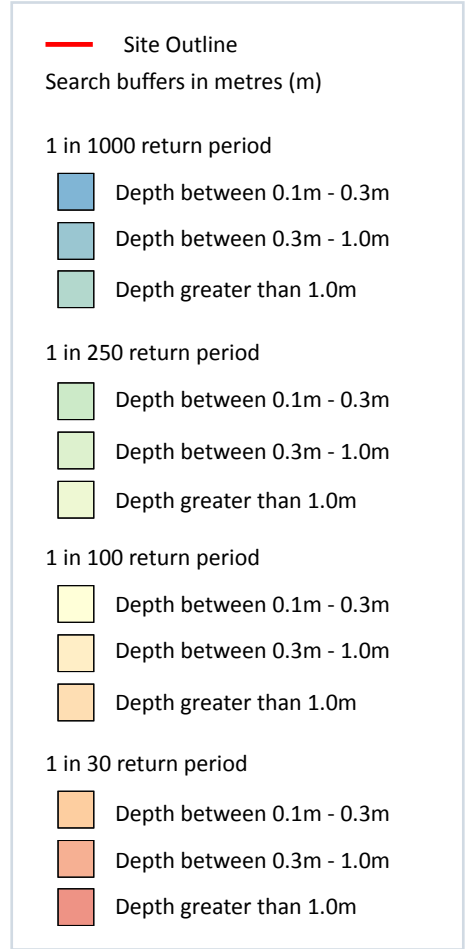 Site Outline
Search buffers in metres (m)
1 in 1000 return period
Depth between 0.1m - 0.3m
Depth between 0.3m - 1.0m
Depth greater than 1.0m
1 in 250 return period
Depth between 0.1m - 0.3m
Depth between 0.3m - 1.0m
Depth greater than 1.0m
1 in 100 return period
Depth between 0.1m - 0.3m
Depth between 0.3m - 1.0m
Depth greater than 1.0m
1 in 30 return period
Depth between 0.1m - 0.3m
Depth between 0.3m - 1.0m
Depth greater than 1.0m